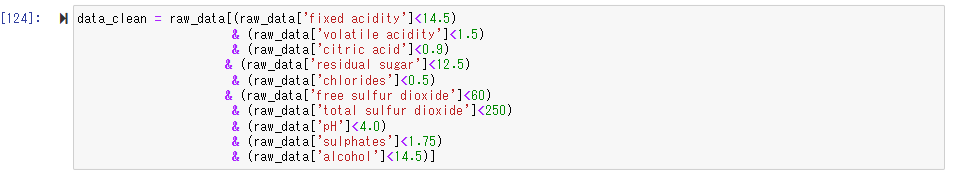 [124]: data_clean = raw_data[(raw_data['fixed acidity']<14.5)
& (raw_data['volatile acidity']<1.5)
& (raw_data['citric acid']<0.9)
& (raw_data['residual sugar']<12.5)
& (raw_data['chlorides']<0.5)
& (raw_data['free sulfur dioxide']<60)
& (raw_data['total sulfur dioxide']<250)
& (raw_data['pH']<4.0)
& (raw_data['sulphates']<1.75)
& (raw_data['alcohol']<14.5)]